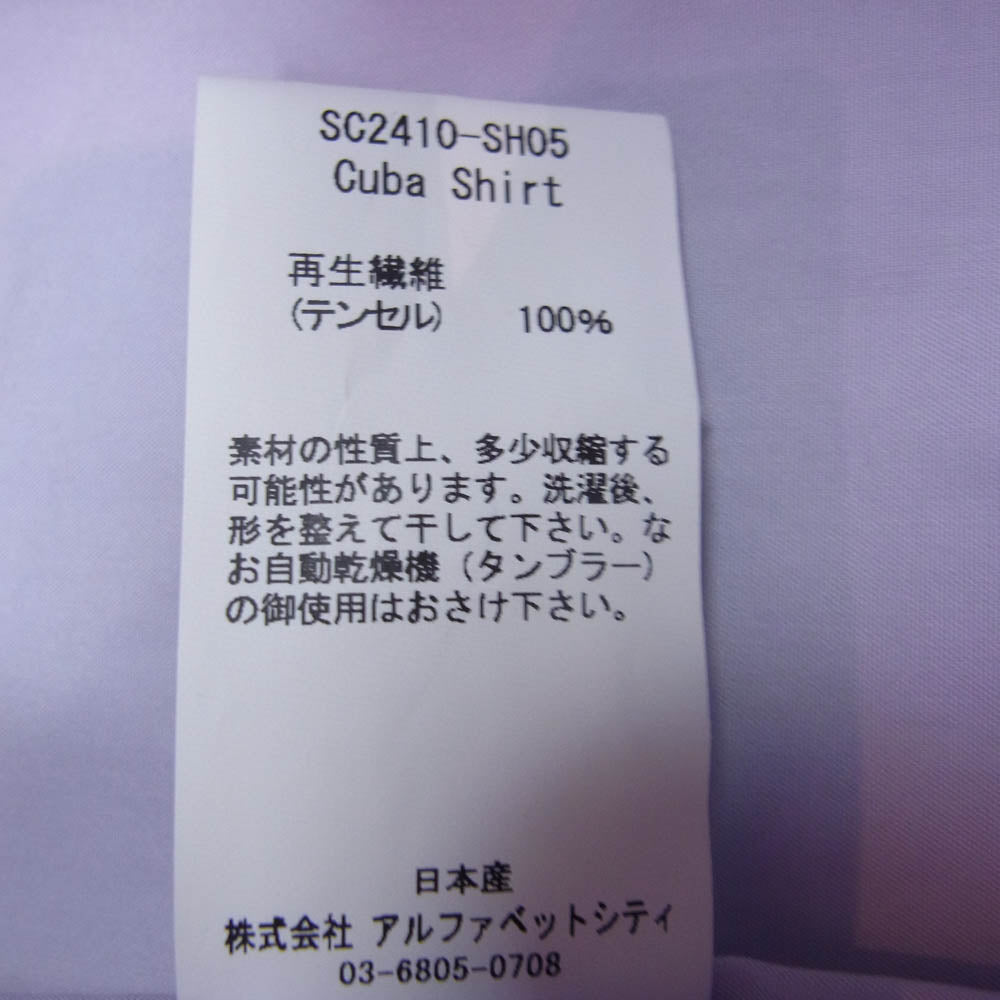 SC2410-SH05
Cuba Shirt
再生繊維
(テンセル) 100%
素材の性質上、多少収縮する
可能性があります。洗濯後、
形を整えて干して下さい。な
お自動乾燥機（タンブラー）
の御使用はおさけ下さい。
日本産
株式会社 アルファベットシティ
03-6805-0708